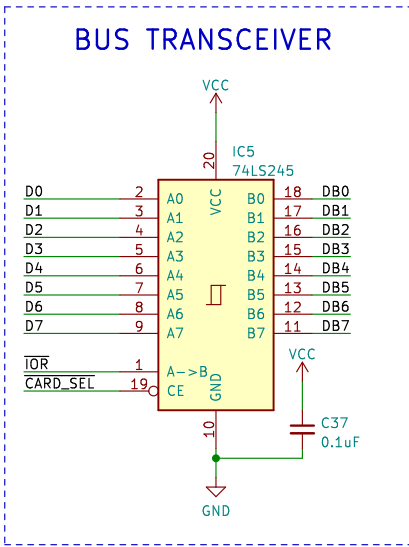 BUS TRANSCEIVER
VCC
IC5
74LS245
20
VCC
D0 2 A0 B0 18 DB0
D1 3 A1 B1 17 DB1
D2 4 A2 B2 16 DB2
D3 5 A3 B3 15 DB3
D4 6 A4 B4 14 DB4
D5 7 A5 B5 13 DB5
D6 8 A6 B6 12 DB6
D7 9 A7 B7 11 DB7
IOR 1 A->B
CARD_SEL 19 CE
GND
10
VCC
C37
0.1uF
GND